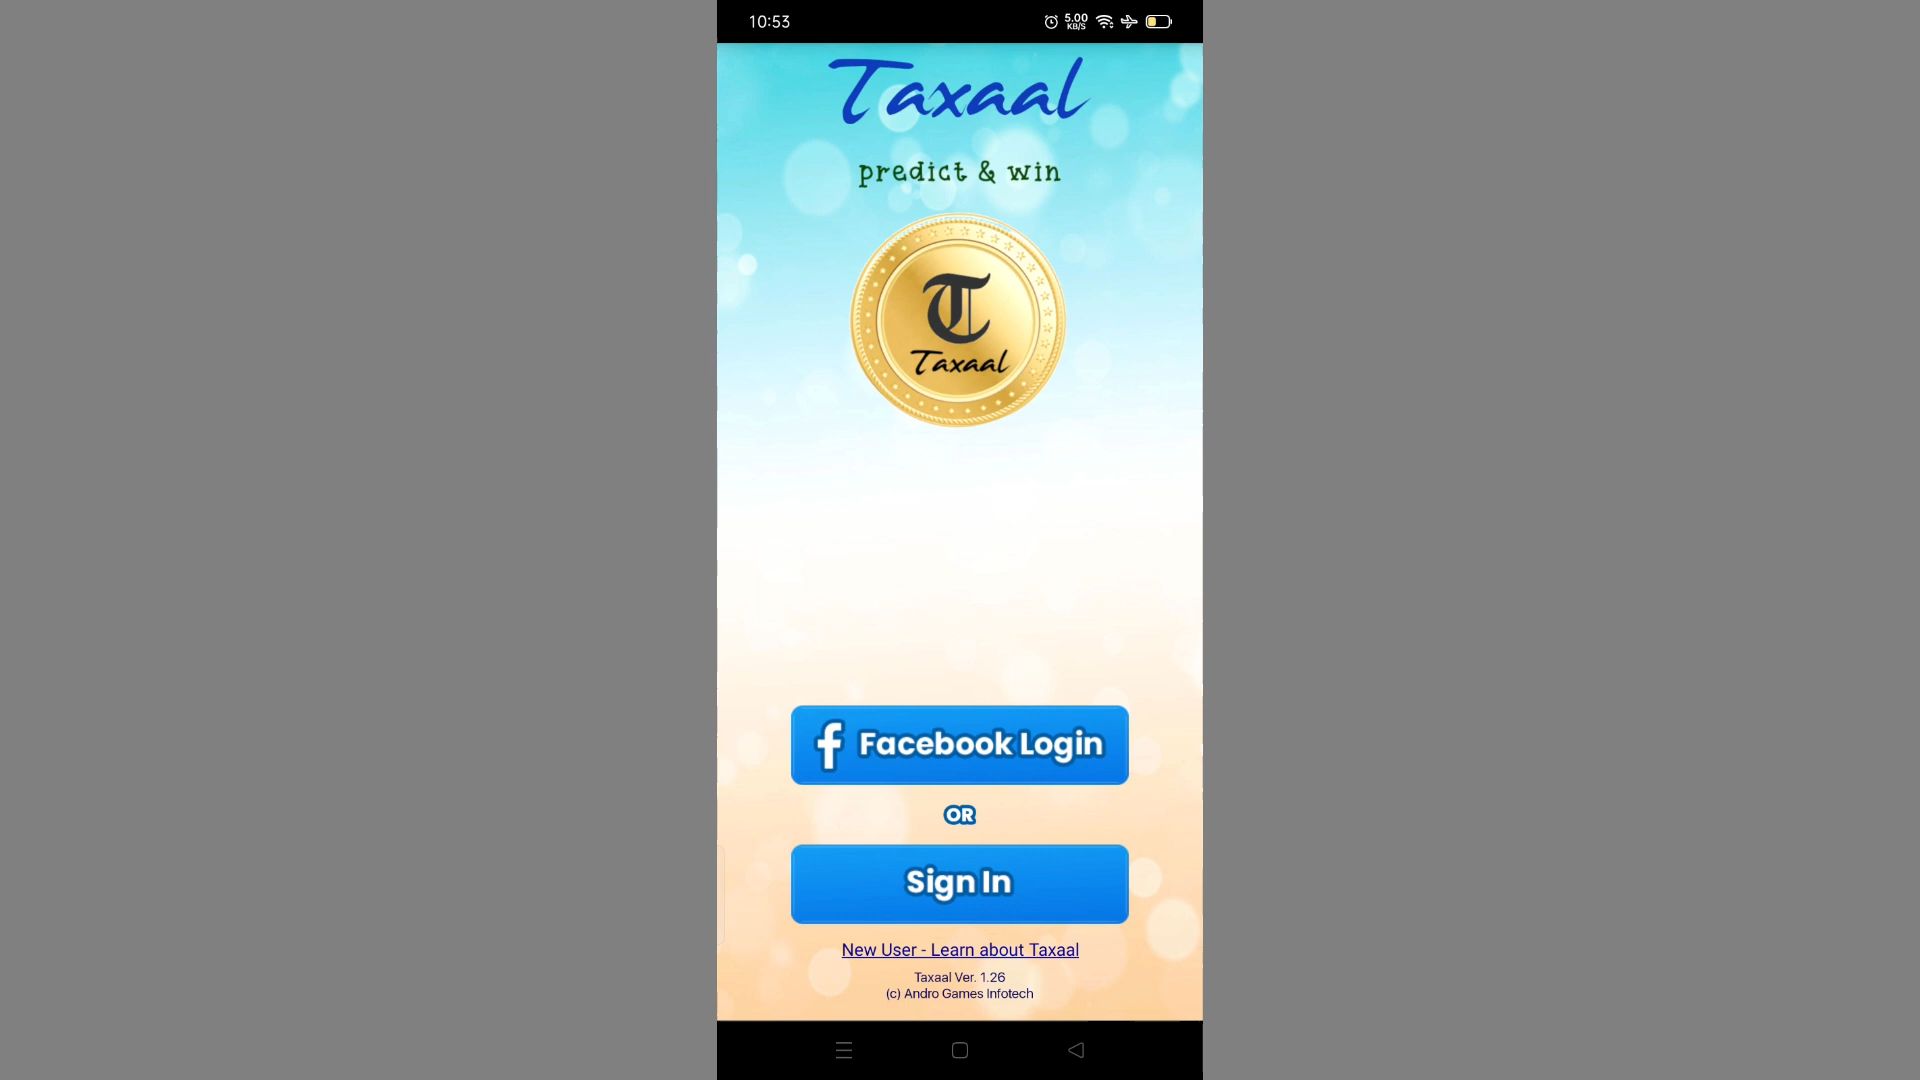 10:53
5.00
KB/S
Taxaal
predict & win
T
Taxaal
f Facebook Login
OR
Sign In
New User - Learn about Taxaal
Taxaal Ver. 1.26
(c) Andro Games Infotech